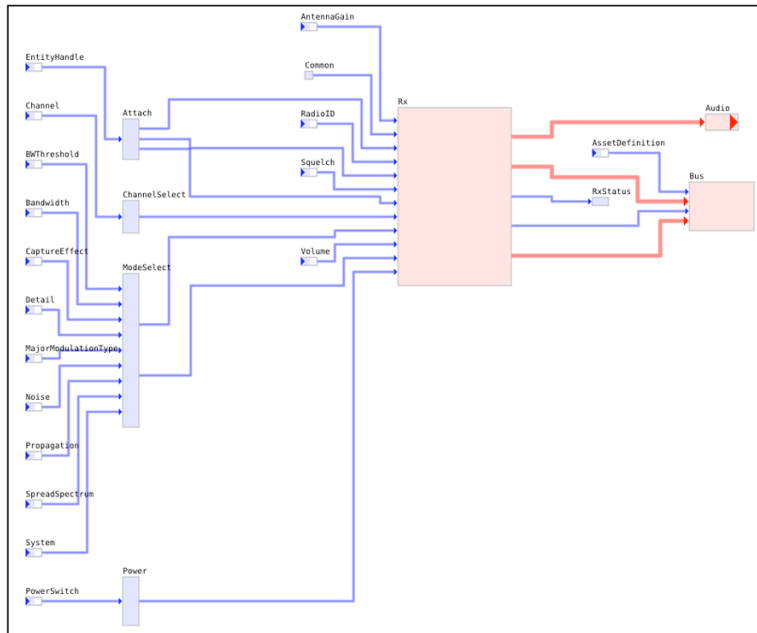 AntennaGain
EntityHandle
Common
Rx
Channel
Attach
RadioID
Audio
BWThreshold
AssetDefinition
Squelch
Bus
ChannelSelect
RxStatus
Bandwidth
CaptureEffect
Volume
ModeSelect
Detail
MajorModulationType
Noise
Propagation
SpreadSpectrum
System
Power
PowerSwitch